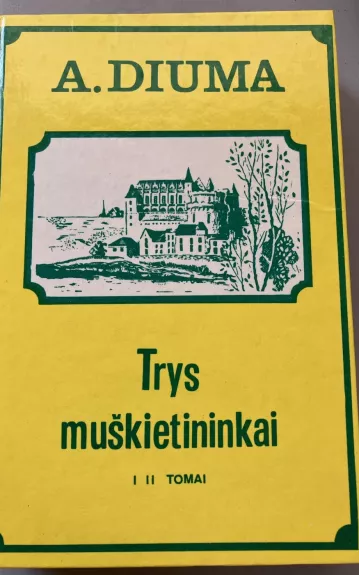 A. DIUMA
Trys
muškietininkai
I II TOMAI